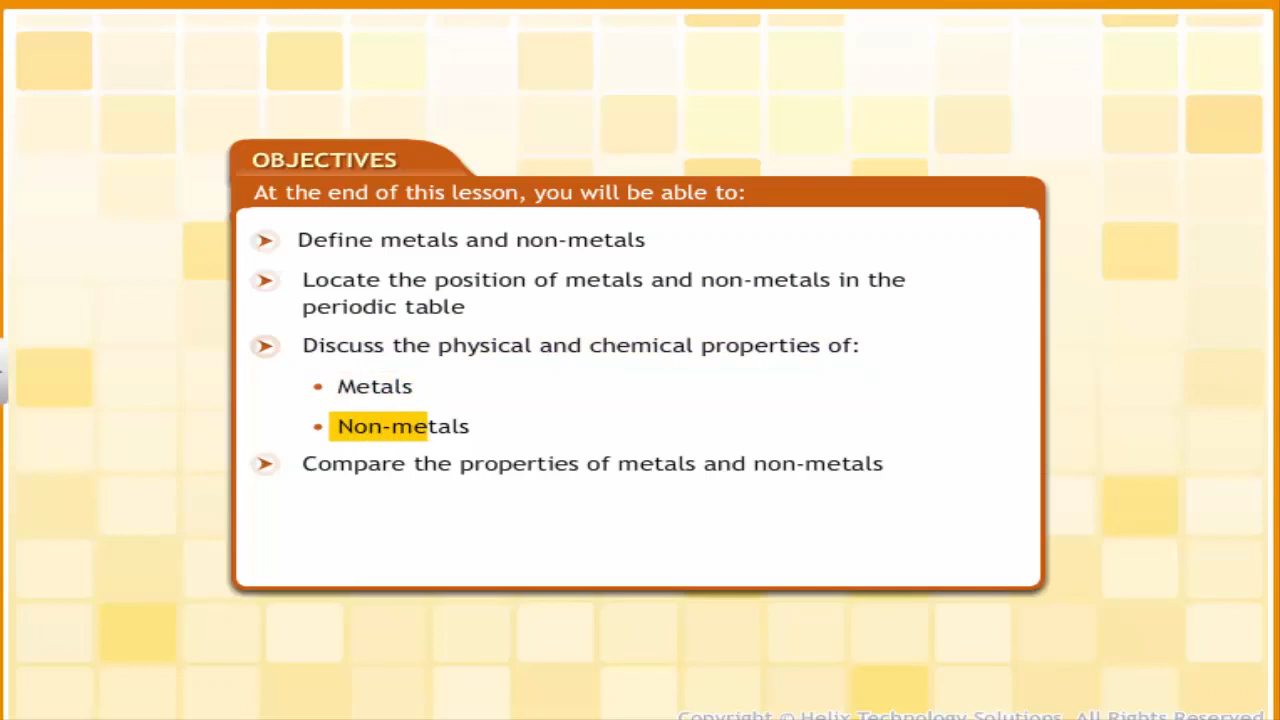 OBJECTIVES
At the end of this lesson, you will be able to:
Define metals and non-metals
Locate the position of metals and non-metals in the
periodic table
Discuss the physical and chemical properties of:
• Metals
• Non-metals
Compare the properties of metals and non-metals
Copyright © Helix Technology Solutions. All Rights Reserved